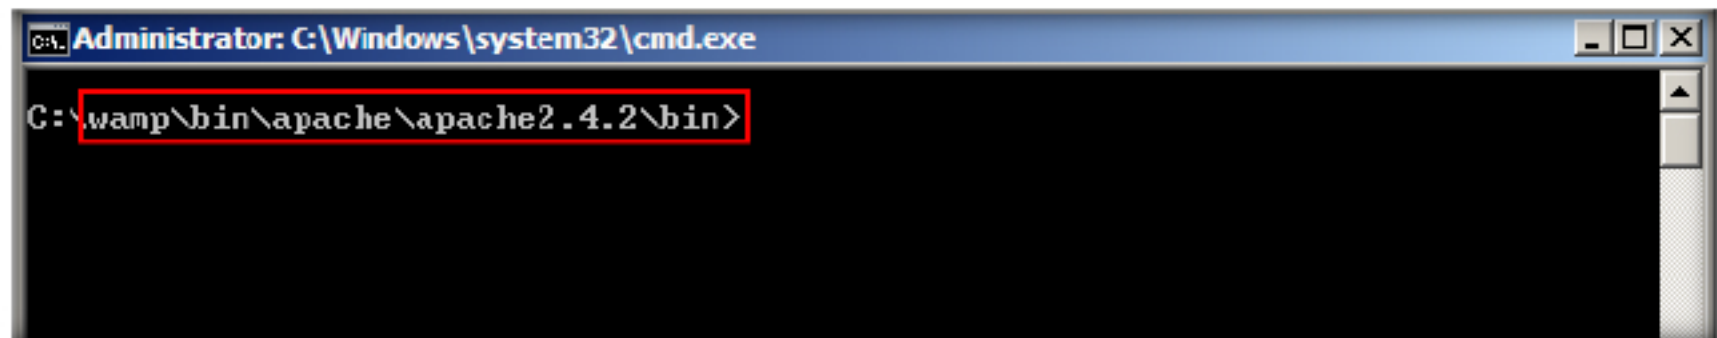 Administrator: C:\Windows\system32\cmd.exe
C:\wamp\bin\apache\apache2.4.2\bin>